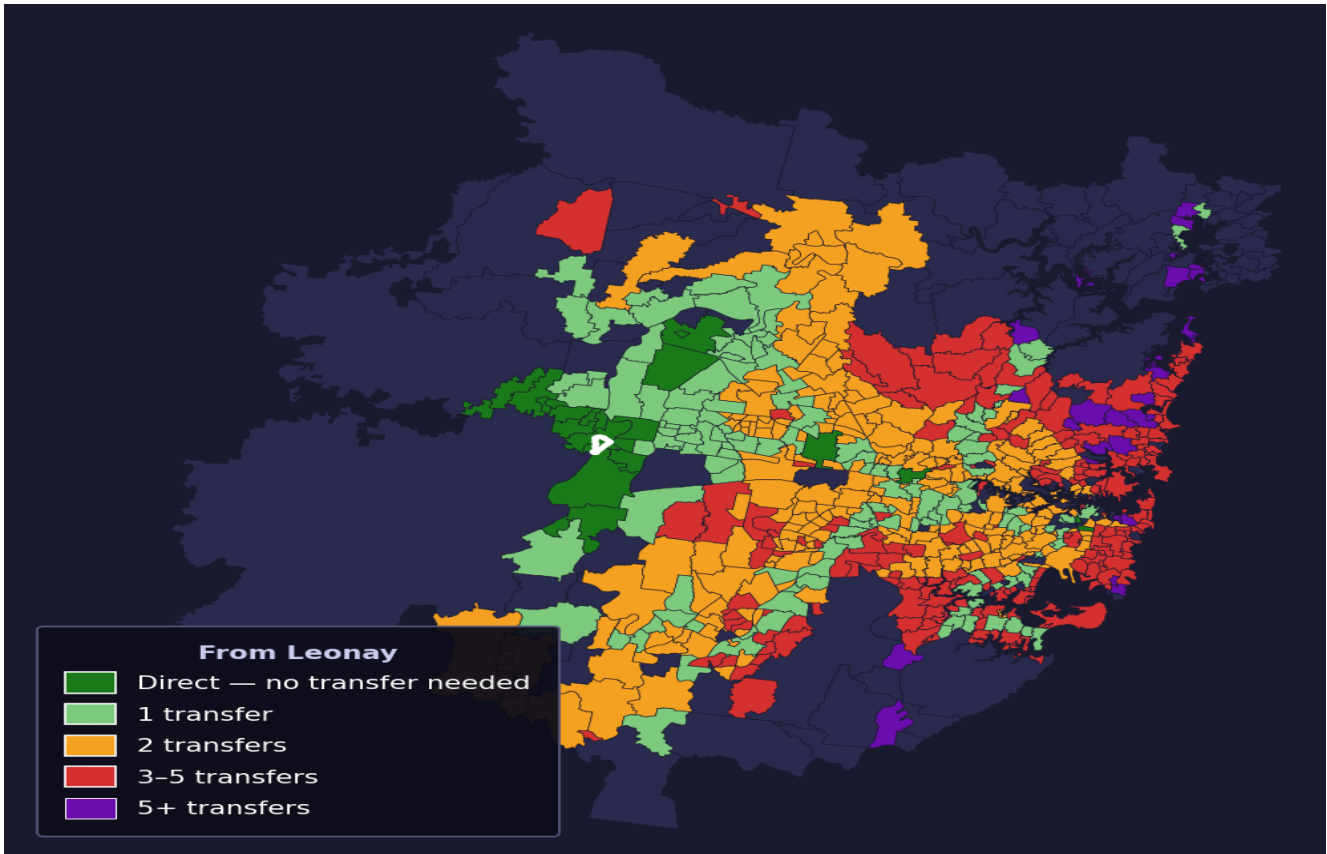 From Leonay
Direct — no transfer needed
1 transfer
2 transfers
3–5 transfers
5+ transfers